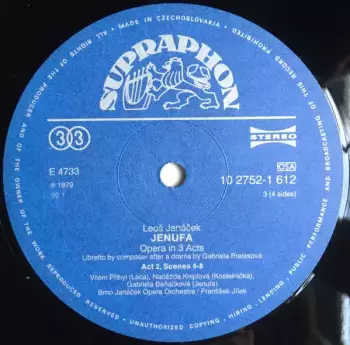 ALL RIGHTS OF THE PRODUCER AND OF THE OWNER OF THE WORK REPRODUCED RESERVED · UNAUTHORIZED COPYING · HIRING · LENDING · PUBLIC PERFORMANCE AND BROADCASTING OF THIS RECORD PROHIBITED · MADE IN CZECHOSLOVAKIA ·
SUPRAPHON
33
STEREO
E 4733
℗ 1979
OSA
10 2752-1 612
3 (4 sides)
Leoš Janáček
JENUFA
Opera in 3 Acts
Libretto by composer after a drama by Gabriela Preissová
Act 2, Scenes 4-8
Vilém Přibyl (Laca), Naděžda Kniplová (Kostelnička),
Gabriela Beňačková (Jenufa)
Brno Janáček Opera Orchestra / František Jílek